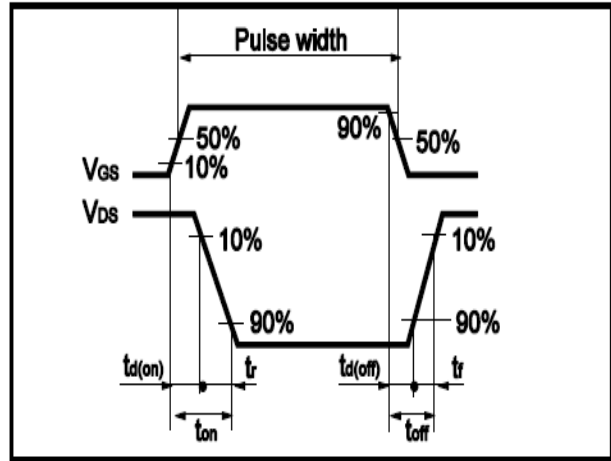 Pulse width
50%
90%
50%
VGS
10%
VDS
10%
10%
90%
90%
td(on)
tr
td(off)
tf
ton
toff